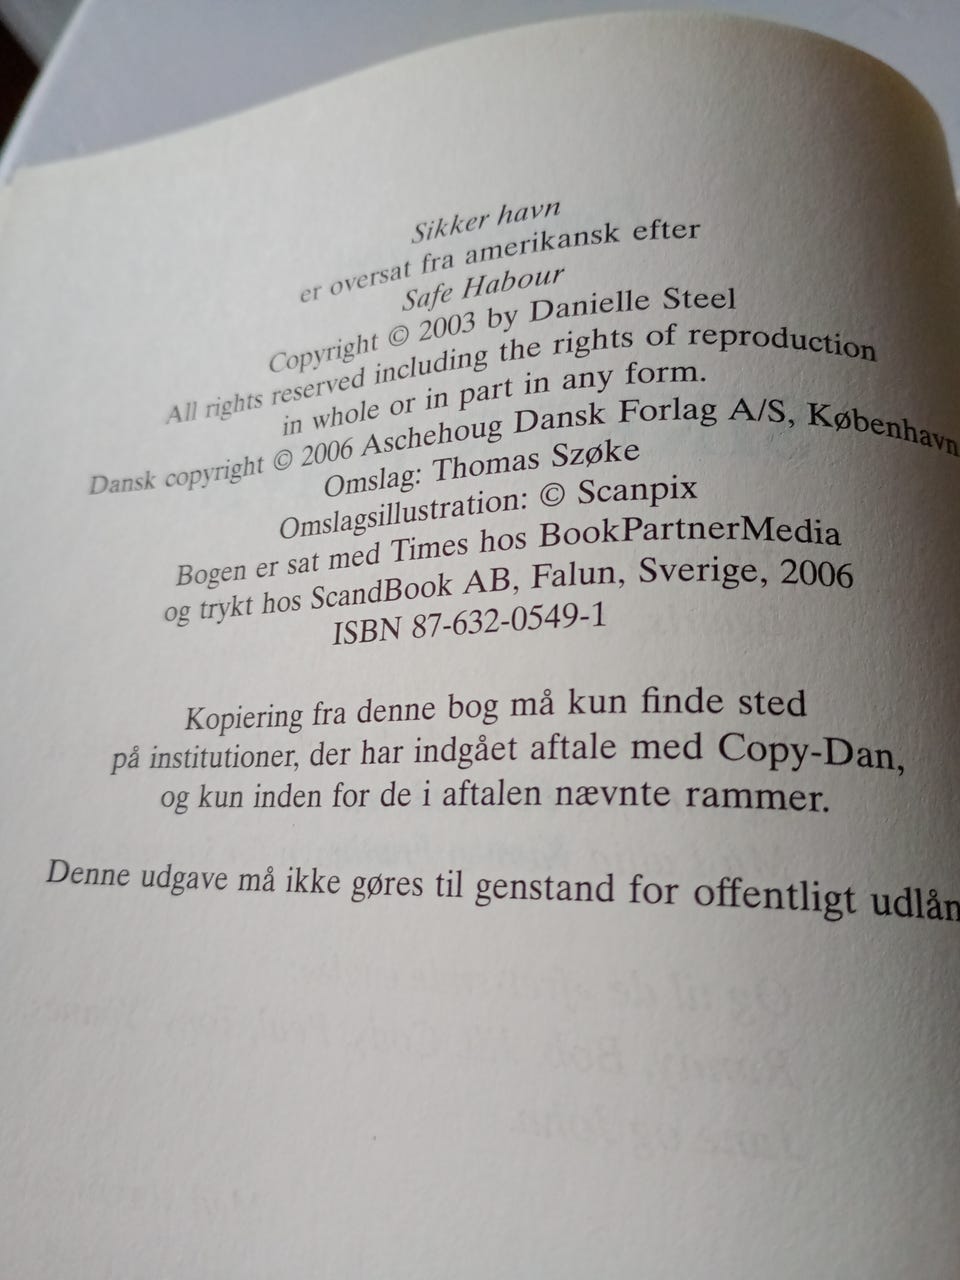 Sikker havn
er oversat fra amerikansk efter
Safe Habour
Copyright © 2003 by Danielle Steel
All rights reserved including the rights of reproduction
in whole or in part in any form.
Dansk copyright © 2006 Aschehoug Dansk Forlag A/S, København
Omslag: Thomas Szøke
Omslagsillustration: © Scanpix
Bogen er sat med Times hos BookPartnerMedia
og trykt hos ScandBook AB, Falun, Sverige, 2006
ISBN 87-632-0549-1
Kopiering fra denne bog må kun finde sted
på institutioner, der har indgået aftale med Copy-Dan,
og kun inden for de i aftalen nævnte rammer.
Denne udgave må ikke gøres til genstand for offentligt udlån